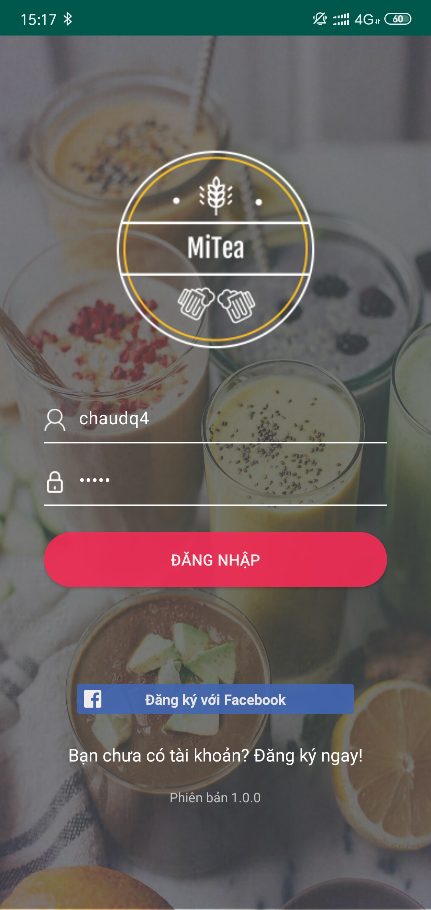 15:17
4G
60
MiTea
chaudq4
•••••
ĐĂNG NHẬP
Đăng ký với Facebook
Bạn chưa có tài khoản? Đăng ký ngay!
Phiên bản 1.0.0